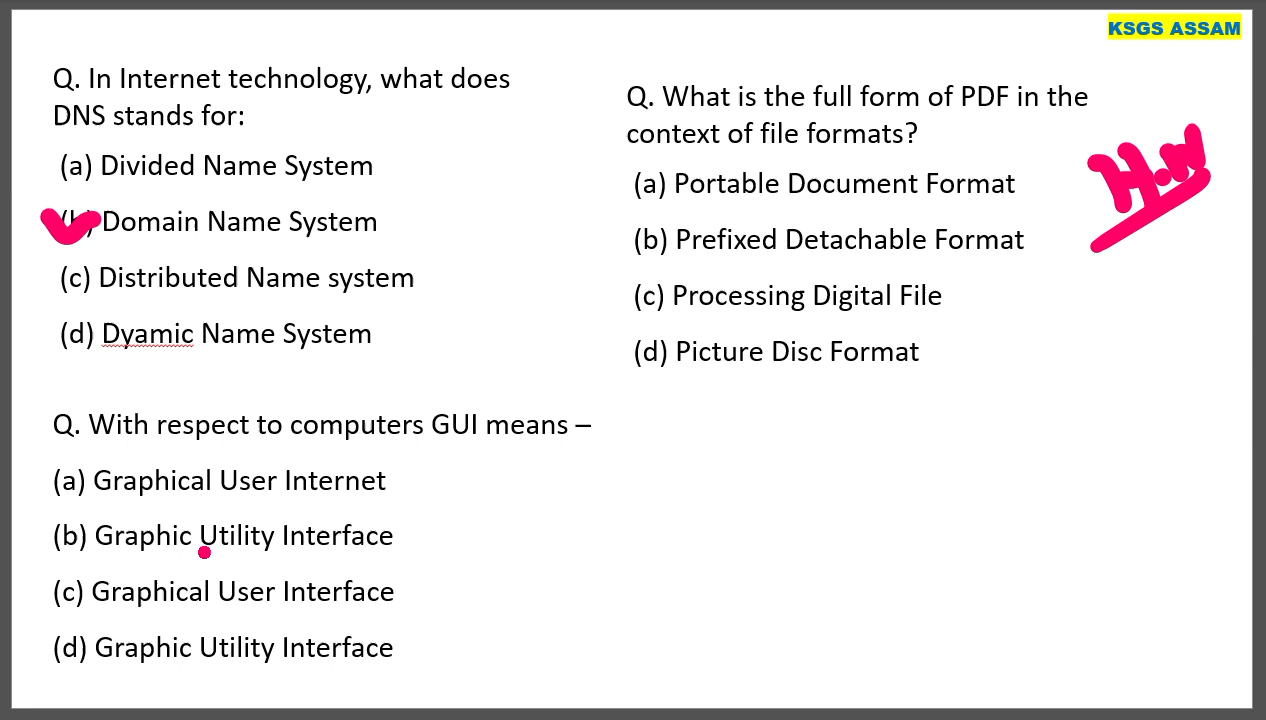 KSGS ASSAM
Q. In Internet technology, what does
DNS stands for:
(a) Divided Name System
(b) Domain Name System
(c) Distributed Name system
(d) Dyamic Name System
Q. With respect to computers GUI means –
(a) Graphical User Internet
(b) Graphic Utility Interface
(c) Graphical User Interface
(d) Graphic Utility Interface
Q. What is the full form of PDF in the
context of file formats?
(a) Portable Document Format
(b) Prefixed Detachable Format
(c) Processing Digital File
(d) Picture Disc Format
H.W